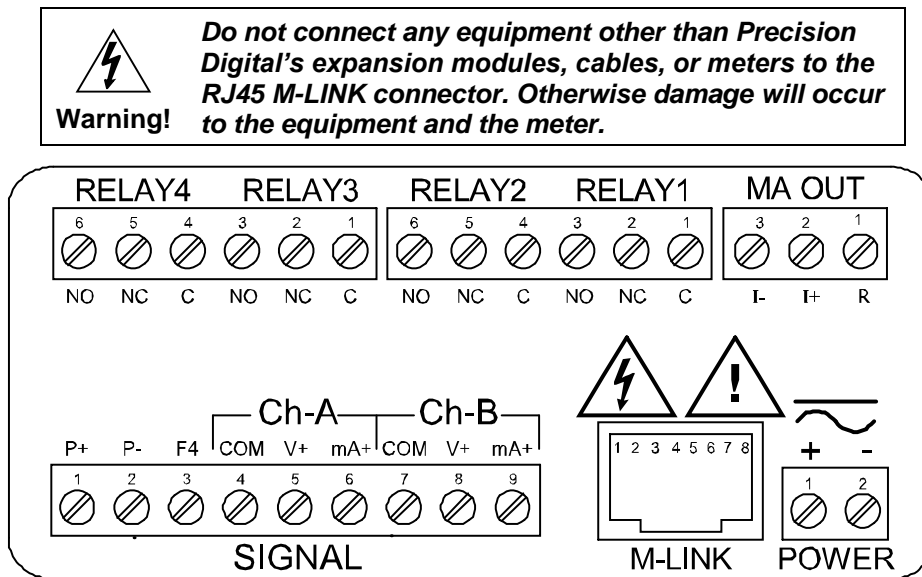 Do not connect any equipment other than Precision
Digital’s expansion modules, cables, or meters to the
RJ45 M-LINK connector. Otherwise damage will occur
to the equipment and the meter.
Warning!
RELAY4 RELAY3 RELAY2 RELAY1 MA OUT
6 5 4 3 2 1 6 5 4 3 2 1 3 2 1
NO NC C NO NC C NO NC C NO NC C I- I+ R
Ch-A Ch-B
P+ P- F4 COM V+ mA+ COM V+ mA+
1 2 3 4 5 6 7 8 9
SIGNAL
!
1 2 3 4 5 6 7 8
M-LINK
+ -
1 2
POWER